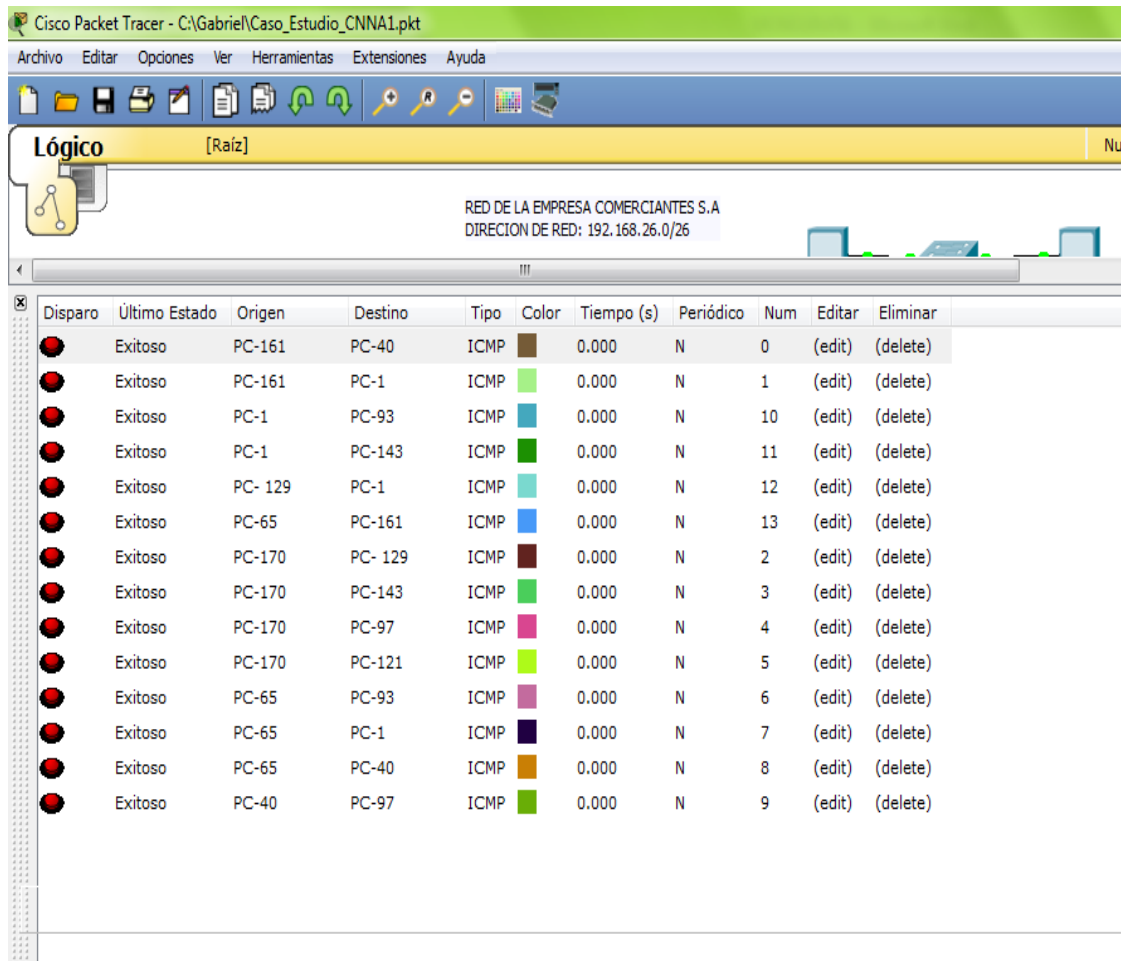 Cisco Packet Tracer - C:\Gabriel\Caso_Estudio_CNNA1.pkt
Archivo Editar Opciones Ver Herramientas Extensiones Ayuda
Lógico [Raíz] Nu
RED DE LA EMPRESA COMERCIANTES S.A
DIRECION DE RED: 192.168.26.0/26
Disparo Último Estado Origen Destino Tipo Color Tiempo (s) Periódico Num Editar Eliminar
Exitoso PC-161 PC-40 ICMP 0.000 N 0 (edit) (delete)
Exitoso PC-161 PC-1 ICMP 0.000 N 1 (edit) (delete)
Exitoso PC-1 PC-93 ICMP 0.000 N 10 (edit) (delete)
Exitoso PC-1 PC-143 ICMP 0.000 N 11 (edit) (delete)
Exitoso PC- 129 PC-1 ICMP 0.000 N 12 (edit) (delete)
Exitoso PC-65 PC-161 ICMP 0.000 N 13 (edit) (delete)
Exitoso PC-170 PC- 129 ICMP 0.000 N 2 (edit) (delete)
Exitoso PC-170 PC-143 ICMP 0.000 N 3 (edit) (delete)
Exitoso PC-170 PC-97 ICMP 0.000 N 4 (edit) (delete)
Exitoso PC-170 PC-121 ICMP 0.000 N 5 (edit) (delete)
Exitoso PC-65 PC-93 ICMP 0.000 N 6 (edit) (delete)
Exitoso PC-65 PC-1 ICMP 0.000 N 7 (edit) (delete)
Exitoso PC-65 PC-40 ICMP 0.000 N 8 (edit) (delete)
Exitoso PC-40 PC-97 ICMP 0.000 N 9 (edit) (delete)